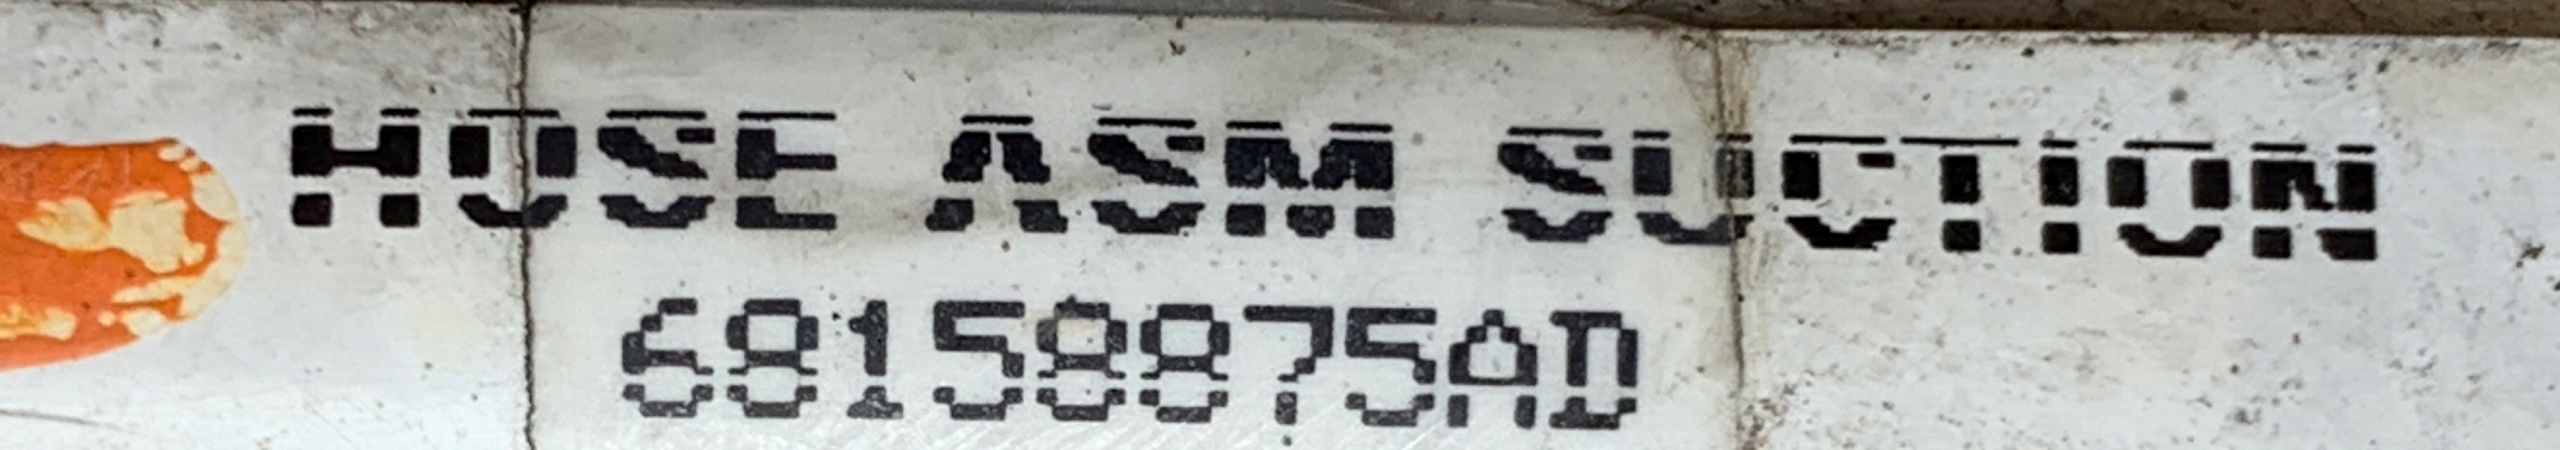 HOSE ASM SUCTION
68158875AD